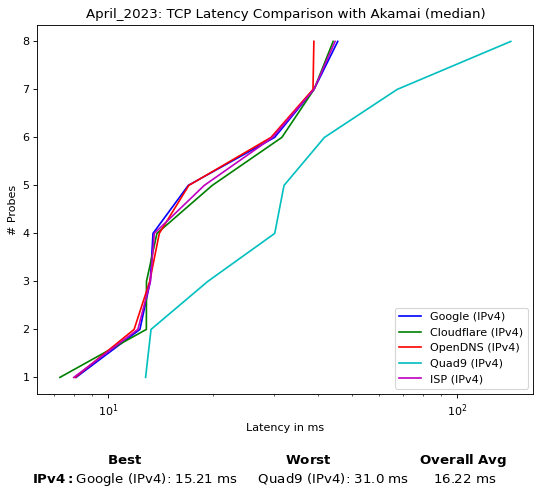 April_2023: TCP Latency Comparison with Akamai (median)
8
7
6
5
4
3
2
1
# Probes
10¹
10²
Latency in ms
Google (IPv4)
Cloudflare (IPv4)
OpenDNS (IPv4)
Quad9 (IPv4)
ISP (IPv4)
Best Worst Overall Avg
IPv4: Google (IPv4): 15.21 ms Quad9 (IPv4): 31.0 ms 16.22 ms